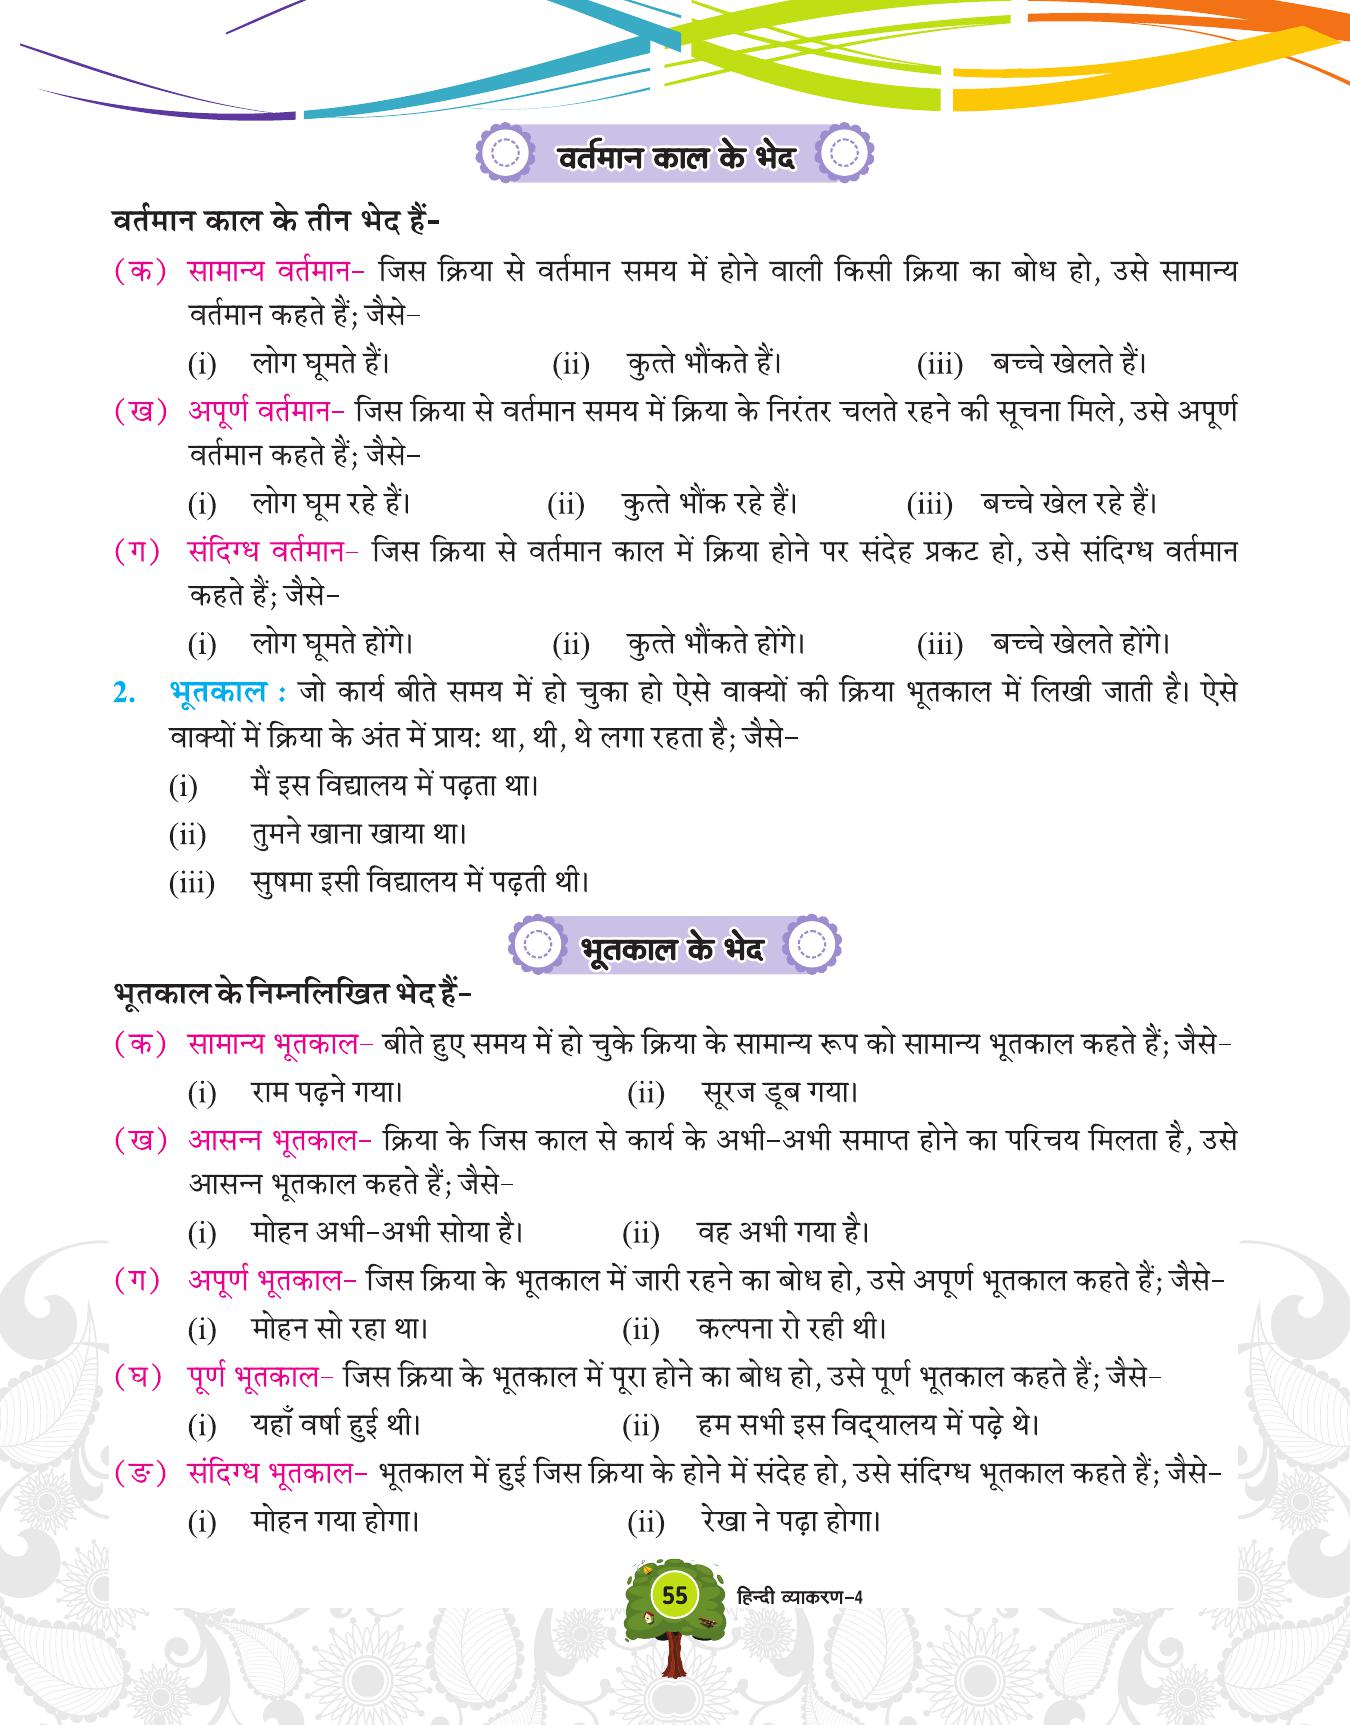 वर्तमान काल के भेद
वर्तमान काल के तीन भेद हैं–
(क) सामान्य वर्तमान– जिस क्रिया से वर्तमान समय में होने वाली किसी क्रिया का बोध हो, उसे सामान्य
वर्तमान कहते हैं; जैसे–
(i) लोग घूमते हैं। (ii) कुत्ते भौंकते हैं। (iii) बच्चे खेलते हैं।
(ख) अपूर्ण वर्तमान– जिस क्रिया से वर्तमान समय में क्रिया के निरंतर चलते रहने की सूचना मिले, उसे अपूर्ण
वर्तमान कहते हैं; जैसे–
(i) लोग घूम रहे हैं। (ii) कुत्ते भौंक रहे हैं। (iii) बच्चे खेल रहे हैं।
(ग) संदिग्ध वर्तमान– जिस क्रिया से वर्तमान काल में क्रिया होने पर संदेह प्रकट हो, उसे संदिग्ध वर्तमान
कहते हैं; जैसे–
(i) लोग घूमते होंगे। (ii) कुत्ते भौंकते होंगे। (iii) बच्चे खेलते होंगे।
2. भूतकाल : जो कार्य बीते समय में हो चुका हो ऐसे वाक्यों की क्रिया भूतकाल में लिखी जाती है। ऐसे
वाक्यों में क्रिया के अंत में प्राय: था, थी, थे लगा रहता है; जैसे–
(i) मैं इस विद्यालय में पढ़ता था।
(ii) तुमने खाना खाया था।
(iii) सुषमा इसी विद्यालय में पढ़ती थी।
भूतकाल के भेद
भूतकाल के निम्नलिखित भेद हैं–
(क) सामान्य भूतकाल– बीते हुए समय में हो चुके क्रिया के सामान्य रूप को सामान्य भूतकाल कहते हैं; जैसे–
(i) राम पढ़ने गया। (ii) सूरज डूब गया।
(ख) आसन्न भूतकाल– क्रिया के जिस काल से कार्य के अभी–अभी समाप्त होने का परिचय मिलता है, उसे
आसन्न भूतकाल कहते हैं; जैसे–
(i) मोहन अभी–अभी सोया है। (ii) वह अभी गया है।
(ग) अपूर्ण भूतकाल– जिस क्रिया के भूतकाल में जारी रहने का बोध हो, उसे अपूर्ण भूतकाल कहते हैं; जैसे–
(i) मोहन सो रहा था। (ii) कल्पना रो रही थी।
(घ) पूर्ण भूतकाल– जिस क्रिया के भूतकाल में पूरा होने का बोध हो, उसे पूर्ण भूतकाल कहते हैं; जैसे–
(i) यहाँ वर्षा हुई थी। (ii) हम सभी इस विद्‌यालय में पढ़े थे।
(ङ) संदिग्ध भूतकाल– भूतकाल में हुई जिस क्रिया के होने में संदेह हो, उसे संदिग्ध भूतकाल कहते हैं; जैसे–
(i) मोहन गया होगा। (ii) रेखा ने पढ़ा होगा।
55 हिन्दी व्याकरण–4